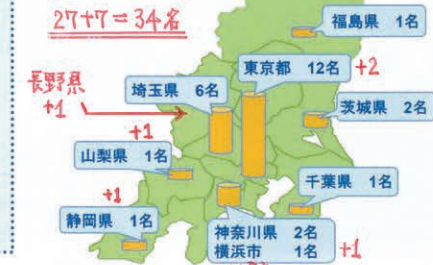 27+7=34名
福島県 1名
東京都 12名
+2
長野県
+1
埼玉県 6名
茨城県 2名
+1
山梨県 1名
千葉県 1名
+1
静岡県 1名
神奈川県 2名
横浜市 1名
+1